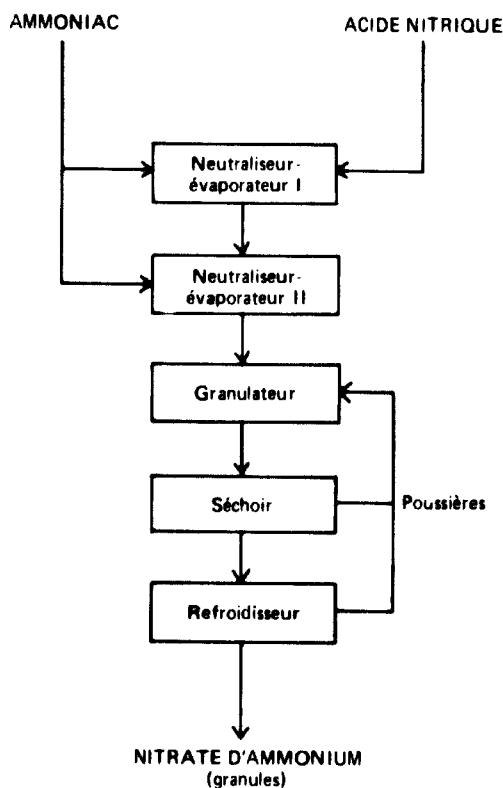 AMMONIAC
ACIDE NITRIQUE
Neutraliseur-
évaporateur I
Neutraliseur-
évaporateur II
Granulateur
Séchoir
Poussières
Refroidisseur
NITRATE D'AMMONIUM
(granules)